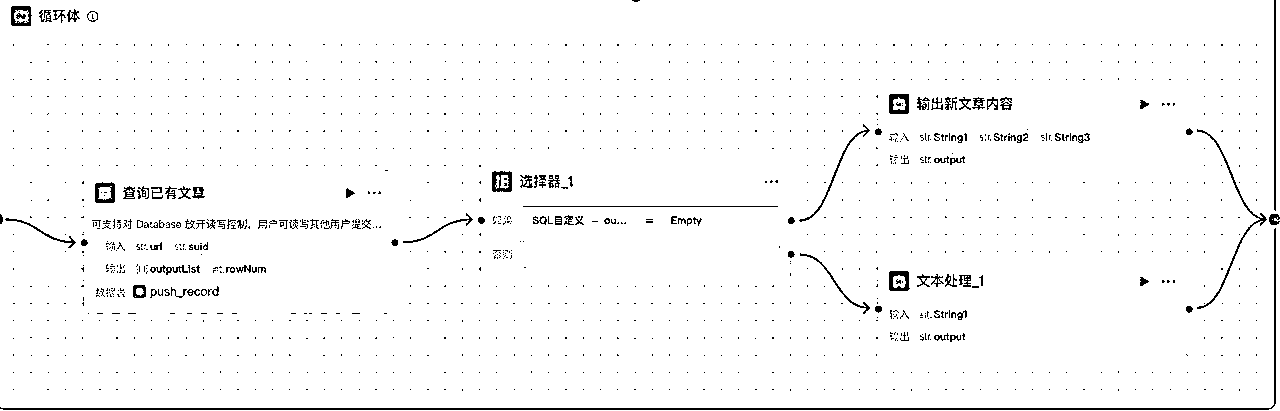 循环体
查询已有文章
可支持对 Database 放开读写控制，用户可读写其他用户提交...
输入 str.url str.suid
输出 [·]outputList int.rowNum
数据表 push_record
选择器_1
如果 SQL自定义 - ou... = Empty
否则
输出新文章内容
输入 str.String1 str.String2 str.String3
输出 str.output
文本处理_1
输入 str.String1
输出 str.output